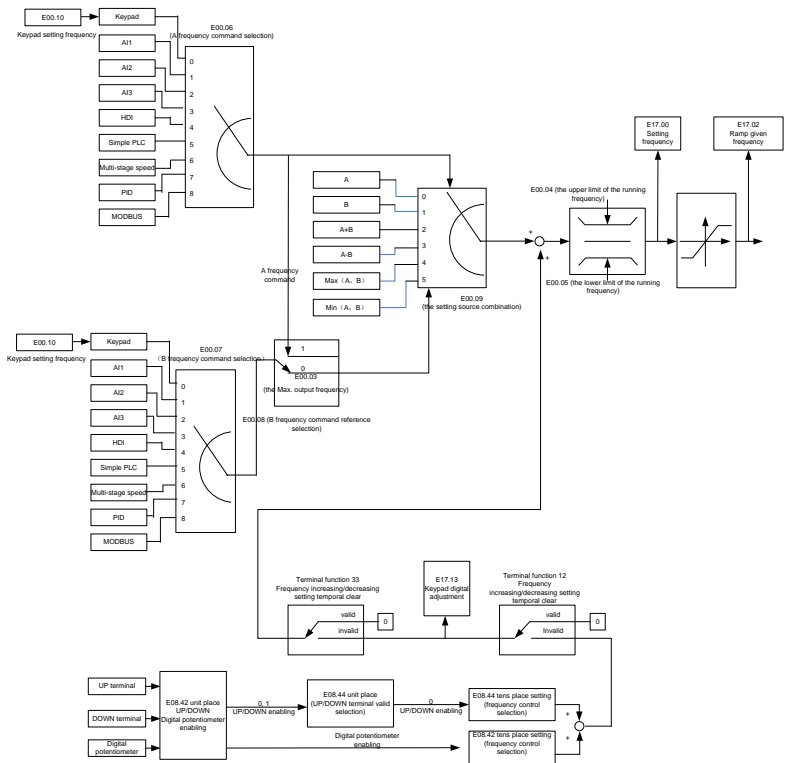 E00.10
Keypad setting frequency
Keypad
AI1
AI2
AI3
HDI
Simple PLC
Multi-stage speed
PID
MODBUS
E00.06
(A frequency command selection)
0
1
2
3
4
5
6
7
8
A frequency
command
A
B
A+B
A-B
Max（A，B）
Min（A，B）
0
1
2
3
4
5
E00.09
(the setting source combination)
+
+
E00.04 (the upper limit of the running
frequency)
E00.05 (the lower limit of the running
frequency)
E17.00
Setting
frequency
E17.02
Ramp given
frequency
E00.10
Keypad setting frequency
Keypad
AI1
AI2
AI3
HDI
Simple PLC
Multi-stage speed
PID
MODBUS
E00.07
（B frequency command selection）
0
1
2
3
4
5
6
7
8
1
0
E00.03
(the Max. output frequency)
E00.08 (B frequency command reference
selection)
Terminal function 33
Frequency increasing/decreasing
setting temporal clear
valid
invalid
0
E17.13
Keypad digital
adjustment
Terminal function 12
Frequency
increasing/decreasing setting
temporal clear
valid
Invalid
0
UP terminal
DOWN terminal
Digital
potentiometer
E08.42 unit place
UP/DOWN
Digital potentiometer
enabling
0, 1
UP/DOWN enabling
E08.44 unit place
(UP/DOWN terminal valid
selection)
0
UP/DOWN enabling
E08.44 tens place setting
(frequency control
selection)
Digital potentiometer
enabling
E08.42 tens place setting
(frequency control
selection)
+
+